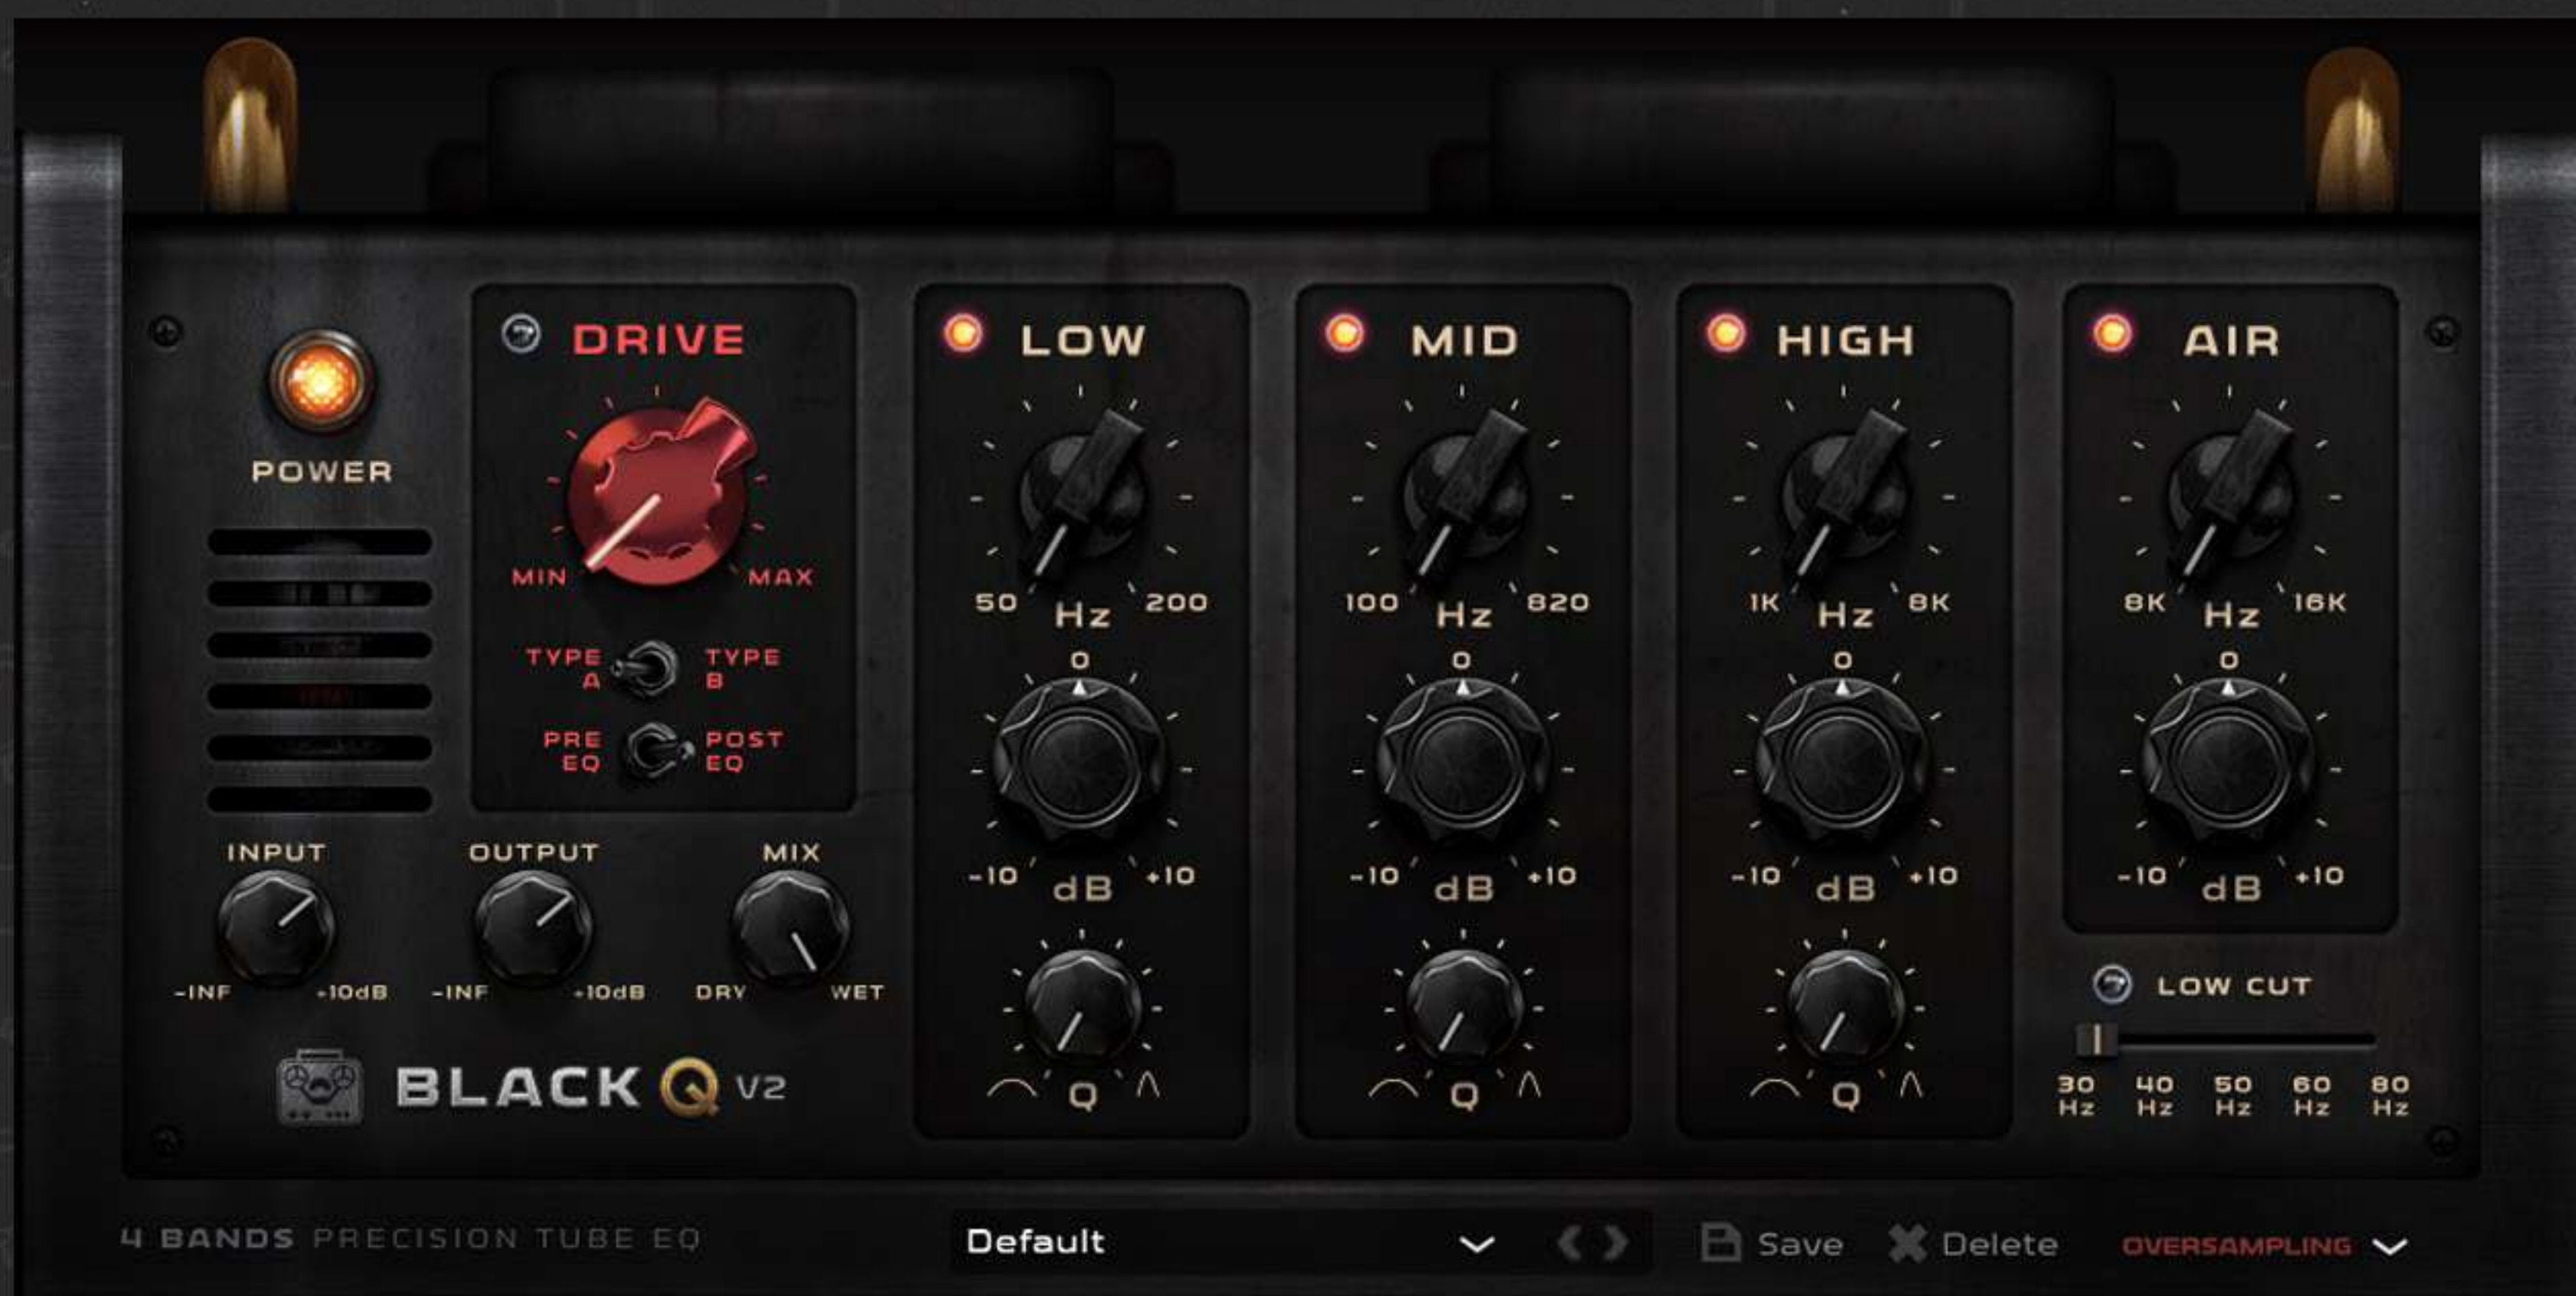 POWER
DRIVE
MIN
MAX
TYPE A
TYPE B
PRE EQ
POST EQ
INPUT
-INF
+10dB
OUTPUT
-INF
+10dB
MIX
DRY
WET
BLACK Q V2
LOW
50
Hz
200
0
-10
dB
+10
Q
MID
100
Hz
820
0
-10
dB
+10
Q
HIGH
1K
Hz
8K
0
-10
dB
+10
Q
AIR
8K
Hz
16K
0
-10
dB
+10
LOW CUT
30 Hz
40 Hz
50 Hz
60 Hz
80 Hz
4 BANDS PRECISION TUBE EQ
Default
Save
Delete
OVERSAMPLING